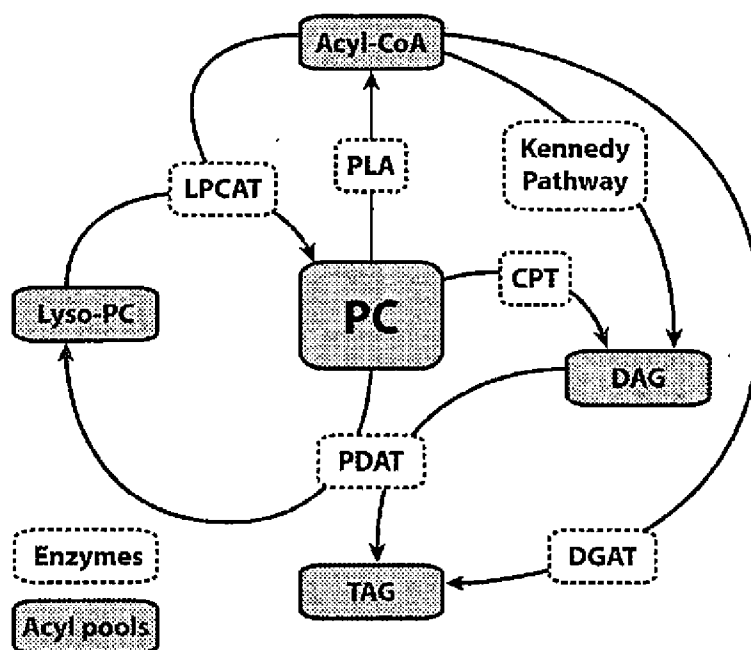 Acyl-CoA
Kennedy
Pathway
LPCAT
PLA
CPT
Lyso-PC
PC
DAG
PDAT
Enzymes
DGAT
TAG
Acyl pools